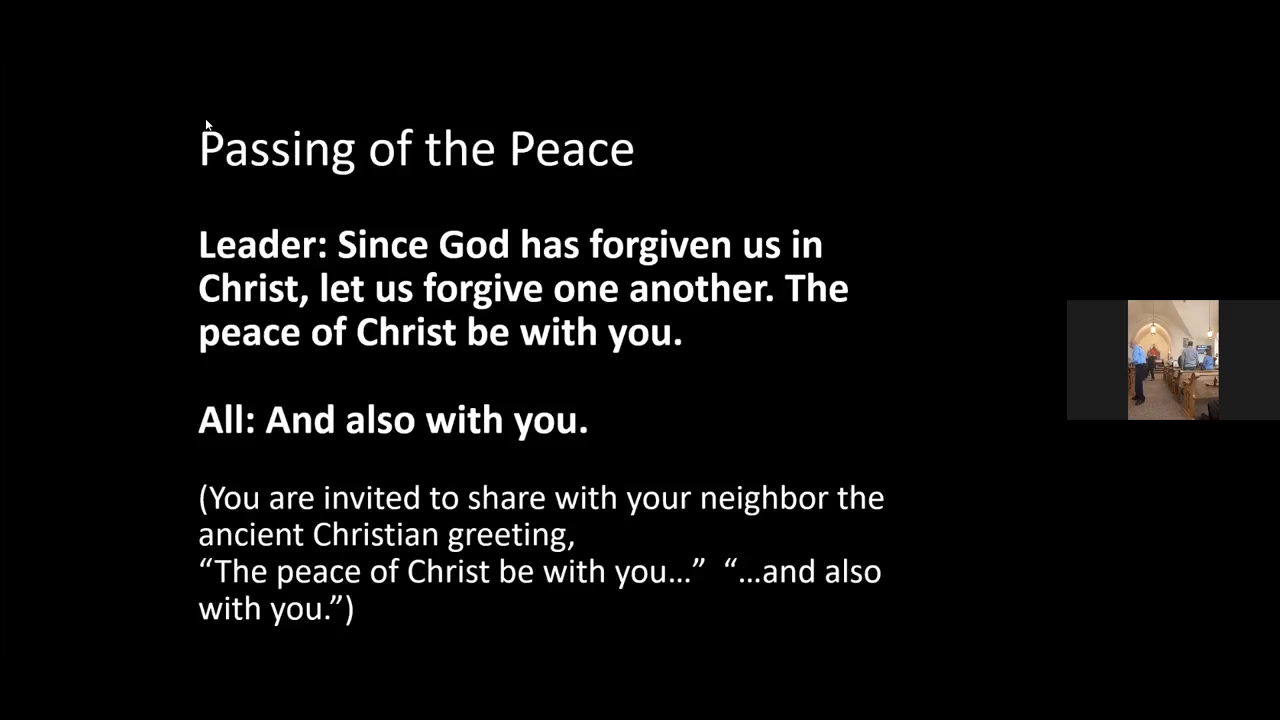 Passing of the Peace
Leader: Since God has forgiven us in
Christ, let us forgive one another. The
peace of Christ be with you.
All: And also with you.
(You are invited to share with your neighbor the
ancient Christian greeting,
“The peace of Christ be with you…”  “…and also
with you.”)